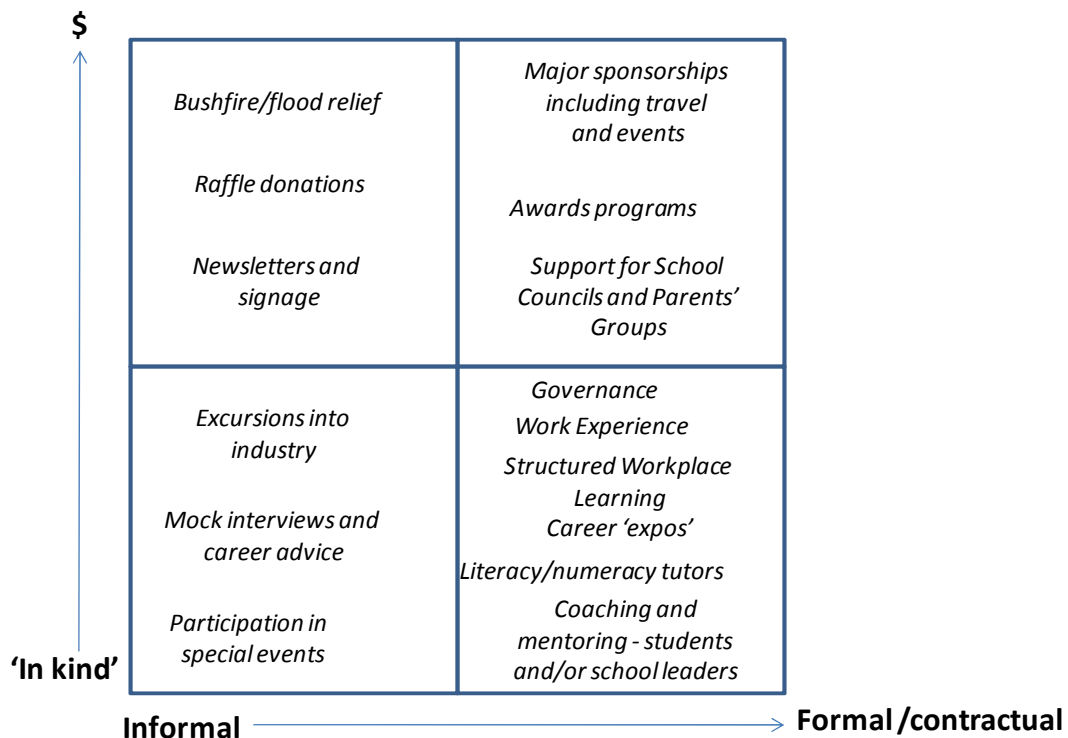 $
Bushfire/flood relief
Raffle donations
Newsletters and
signage
Major sponsorships
including travel
and events
Awards programs
Support for School
Councils and Parents’
Groups
Excursions into
industry
Mock interviews and
career advice
Participation in
special events
Governance
Work Experience
Structured Workplace
Learning
Career ‘expos’
Literacy/numeracy tutors
Coaching and
mentoring - students
and/or school leaders
‘In kind’
Informal
Formal/contractual